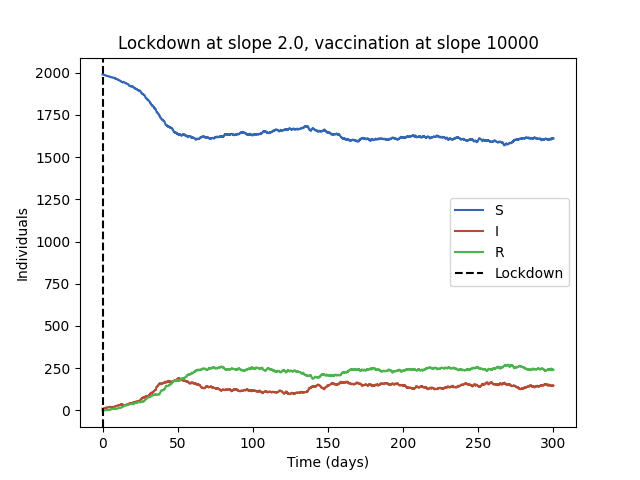 Lockdown at slope 2.0, vaccination at slope 10000
Individuals
2000
1750
1500
1250
1000
750
500
250
0
S
I
R
Lockdown
0 50 100 150 200 250 300
Time (days)